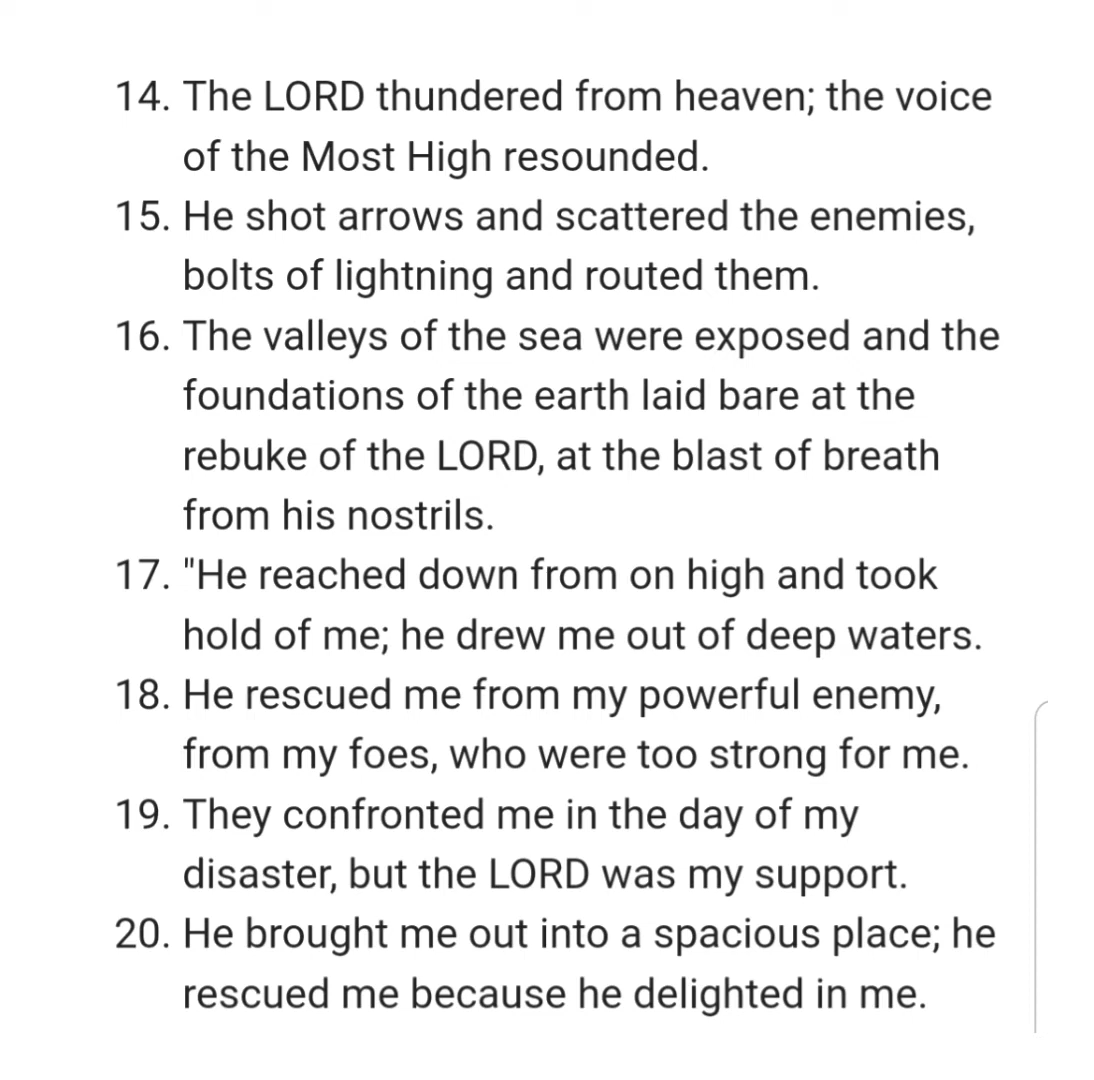 14. The LORD thundered from heaven; the voice
of the Most High resounded.
15. He shot arrows and scattered the enemies,
bolts of lightning and routed them.
16. The valleys of the sea were exposed and the
foundations of the earth laid bare at the
rebuke of the LORD, at the blast of breath
from his nostrils.
17. "He reached down from on high and took
hold of me; he drew me out of deep waters.
18. He rescued me from my powerful enemy,
from my foes, who were too strong for me.
19. They confronted me in the day of my
disaster, but the LORD was my support.
20. He brought me out into a spacious place; he
rescued me because he delighted in me.